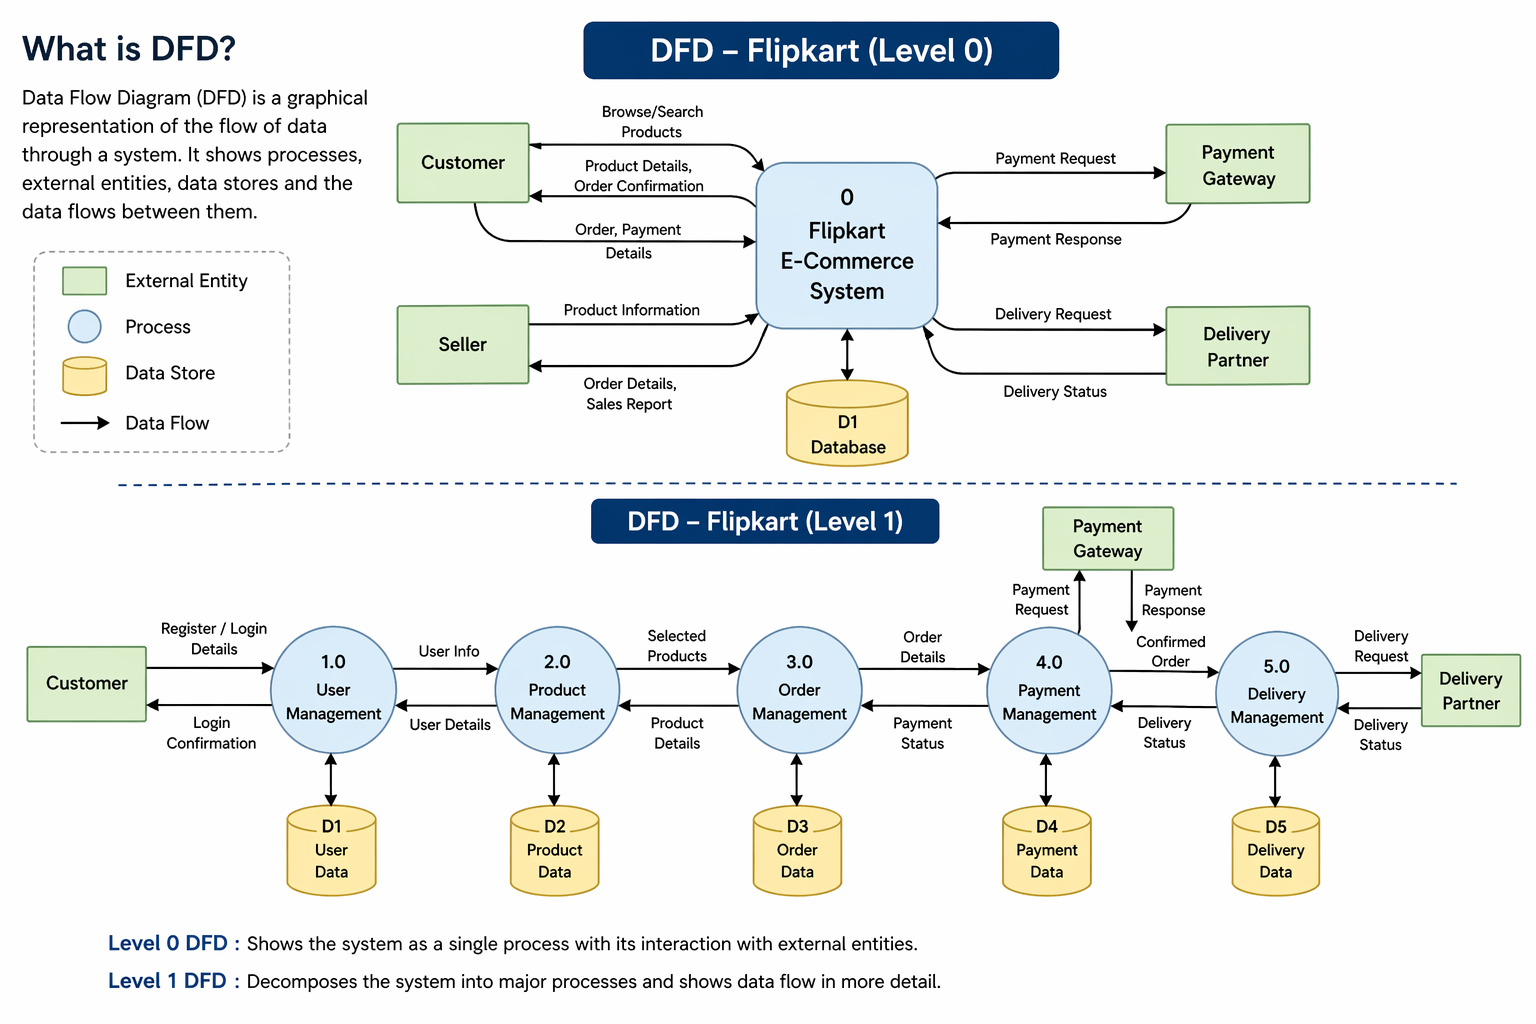 What is DFD?
Data Flow Diagram (DFD) is a graphical
representation of the flow of data
through a system. It shows processes,
external entities, data stores and the
data flows between them.
External Entity
Process
Data Store
Data Flow
DFD – Flipkart (Level 0)
Customer
Browse/Search
Products
Product Details,
Order Confirmation
Order, Payment
Details
Seller
Product Information
Order Details,
Sales Report
0
Flipkart
E-Commerce
System
D1
Database
Payment Request
Payment Response
Payment
Gateway
Delivery Request
Delivery Status
Delivery
Partner
DFD – Flipkart (Level 1)
Payment
Gateway
Payment
Request
Payment
Response
Customer
Register / Login
Details
Login
Confirmation
1.0
User
Management
User Info
User Details
2.0
Product
Management
Selected
Products
Product
Details
3.0
Order
Management
Order
Details
Payment
Status
4.0
Payment
Management
Confirmed
Order
Delivery
Status
5.0
Delivery
Management
Delivery
Request
Delivery
Status
Delivery
Partner
D1
User
Data
D2
Product
Data
D3
Order
Data
D4
Payment
Data
D5
Delivery
Data
Level 0 DFD : Shows the system as a single process with its interaction with external entities.
Level 1 DFD : Decomposes the system into major processes and shows data flow in more detail.